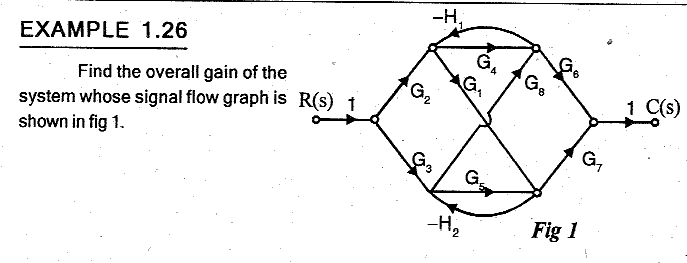 EXAMPLE 1.26
Find the overall gain of the
system whose signal flow graph is
shown in fig 1.
-H₁
G₄
G₆
G₂
G₁
G₈
R(s) 1
1 C(s)
G₃
G₅
G₇
-H₂
Fig 1